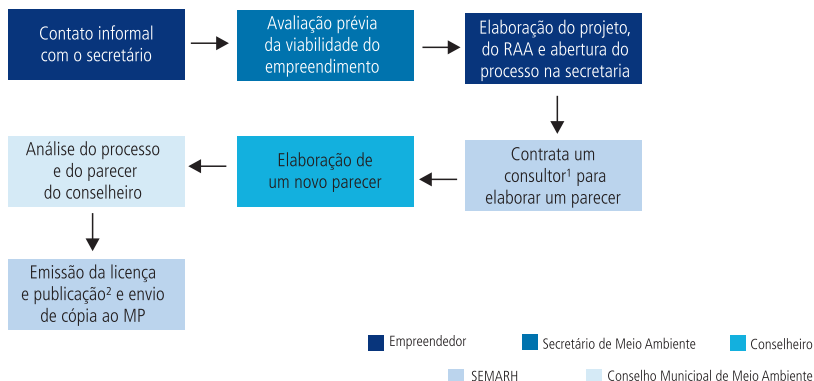 Contato informal
com o secretário
Avaliação prévia
da viabilidade do
empreendimento
Elaboração do projeto,
do RAA e abertura do
processo na secretaria
Contrata um
consultor¹ para
elaborar um parecer
Elaboração de
um novo parecer
Análise do processo
e do parecer
do conselheiro
Emissão da licença
e publicação² e envio
de cópia ao MP
Empreendedor
Secretário de Meio Ambiente
Conselheiro
SEMARH
Conselho Municipal de Meio Ambiente